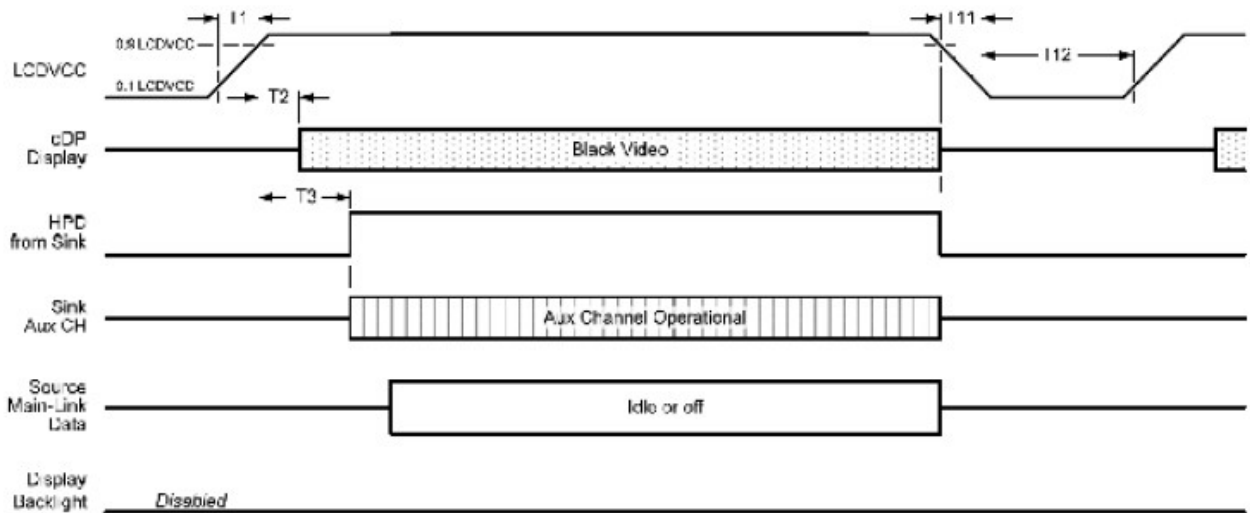 T1
T11
0.9 LCDVCC
LCDVCC
T12
0.1 LCDVCC
T2
eDP
Display
Black Video
T3
HPD
from Sink
Sink
Aux CH
Aux Channel Operational
Source
Main-Link
Data
Idle or off
Display
Backlight
Disabled